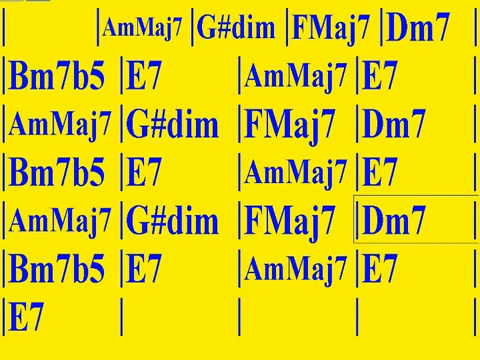 | | AmMaj7 | G#dim | FMaj7 | Dm7 |
| Bm7b5 | E7 | AmMaj7 | E7 |
| AmMaj7 | G#dim | FMaj7 | Dm7 |
| Bm7b5 | E7 | AmMaj7 | E7 |
| AmMaj7 | G#dim | FMaj7 | Dm7 |
| Bm7b5 | E7 | AmMaj7 | E7 |
| E7 | | | |